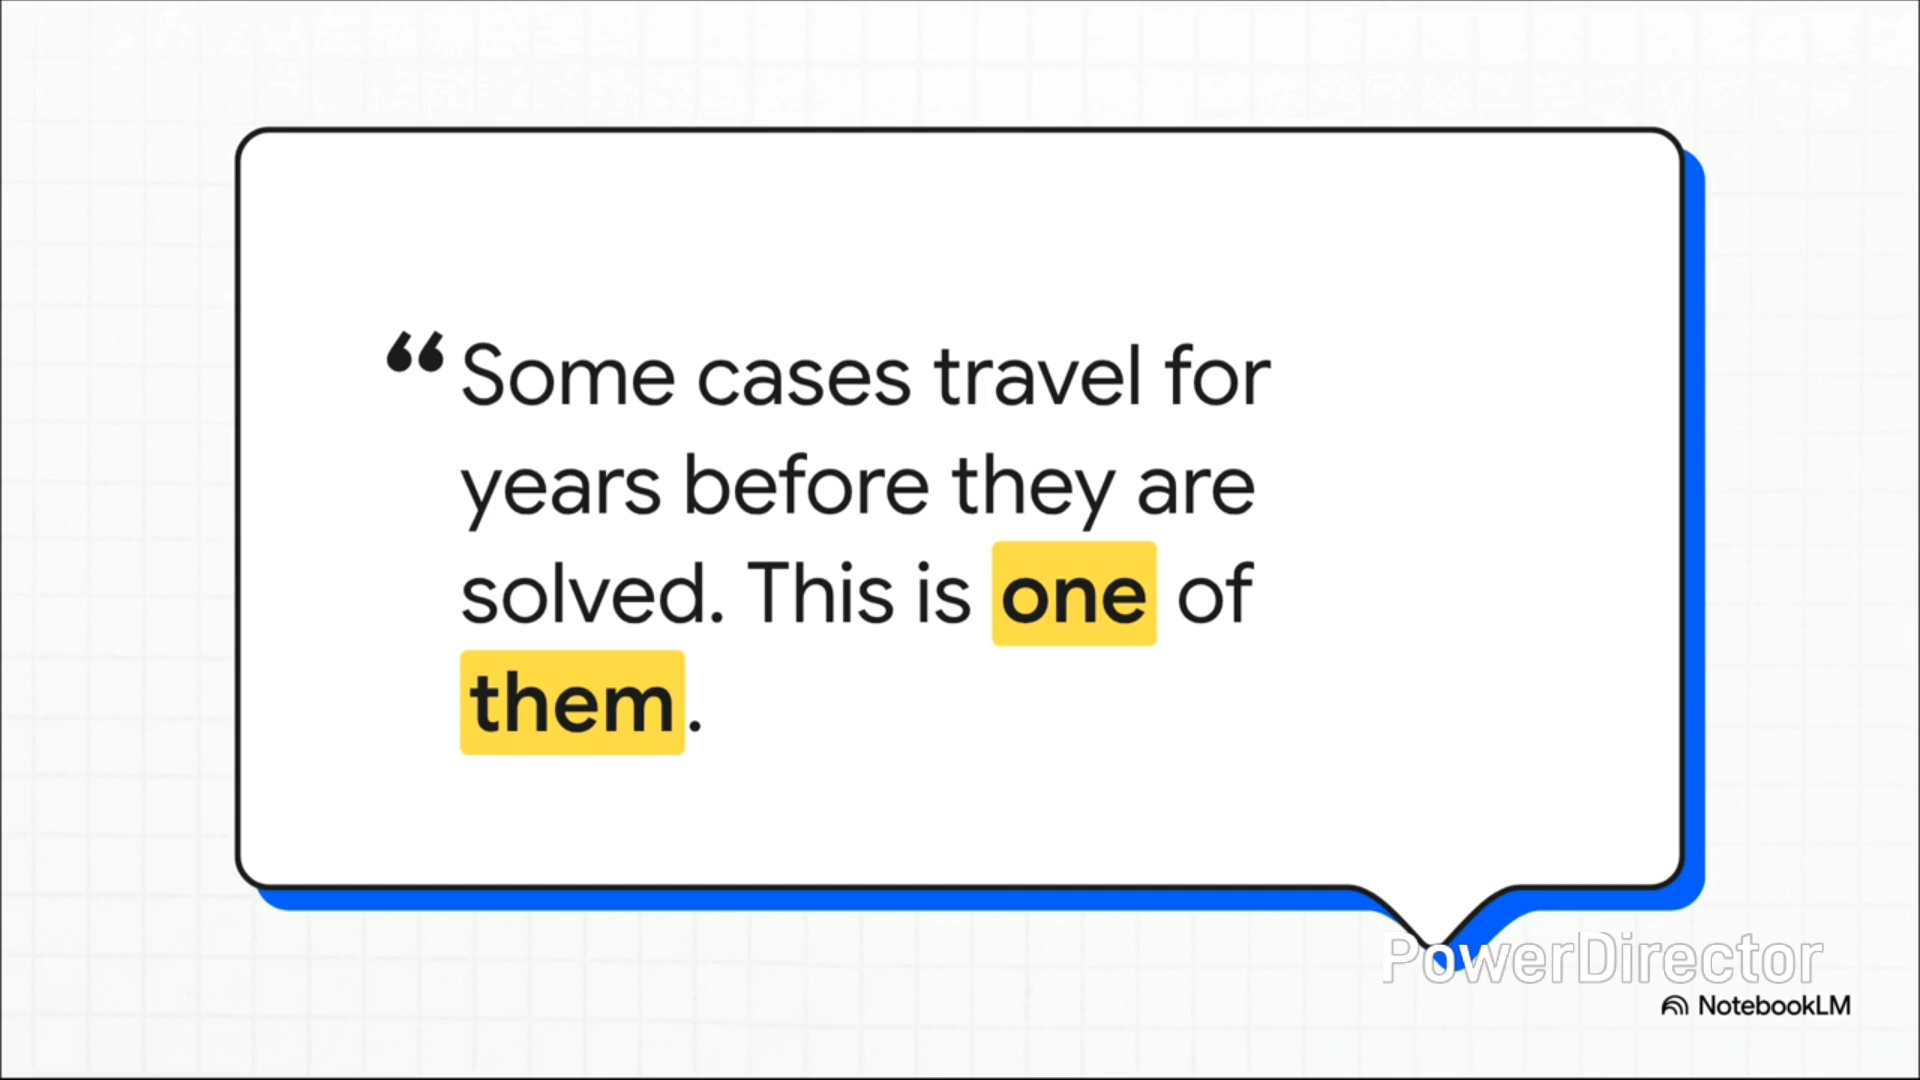 “Some cases travel for
years before they are
solved. This is one of
them.
PowerDirector
NotebookLM